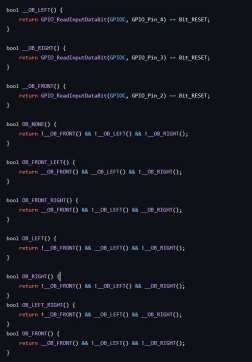 bool __OB_LEFT() {
return GPIO_ReadInputDataBit(GPIOE, GPIO_Pin_4) == Bit_RESET;
}
bool __OB_RIGHT() {
return GPIO_ReadInputDataBit(GPIOE, GPIO_Pin_3) == Bit_RESET;
}
bool __OB_FRONT() {
return GPIO_ReadInputDataBit(GPIOE, GPIO_Pin_2) == Bit_RESET;
}
bool OB_NONE() {
return !__OB_FRONT() && !__OB_LEFT() && !__OB_RIGHT();
}
bool OB_FRONT_LEFT() {
return __OB_FRONT() && __OB_LEFT() && !__OB_RIGHT();
}
bool OB_FRONT_RIGHT() {
return __OB_FRONT() && !__OB_LEFT() && __OB_RIGHT();
}
bool OB_LEFT() {
return !__OB_FRONT() && __OB_LEFT() && !__OB_RIGHT();
}
bool OB_RIGHT() {
return !__OB_FRONT() && !__OB_LEFT() && __OB_RIGHT();
}
bool OB_LEFT_RIGHT() {
return !__OB_FRONT() && __OB_LEFT() && __OB_RIGHT();
}
bool OB_FRONT() {
return __OB_FRONT() && !__OB_LEFT() && !__OB_RIGHT();
}